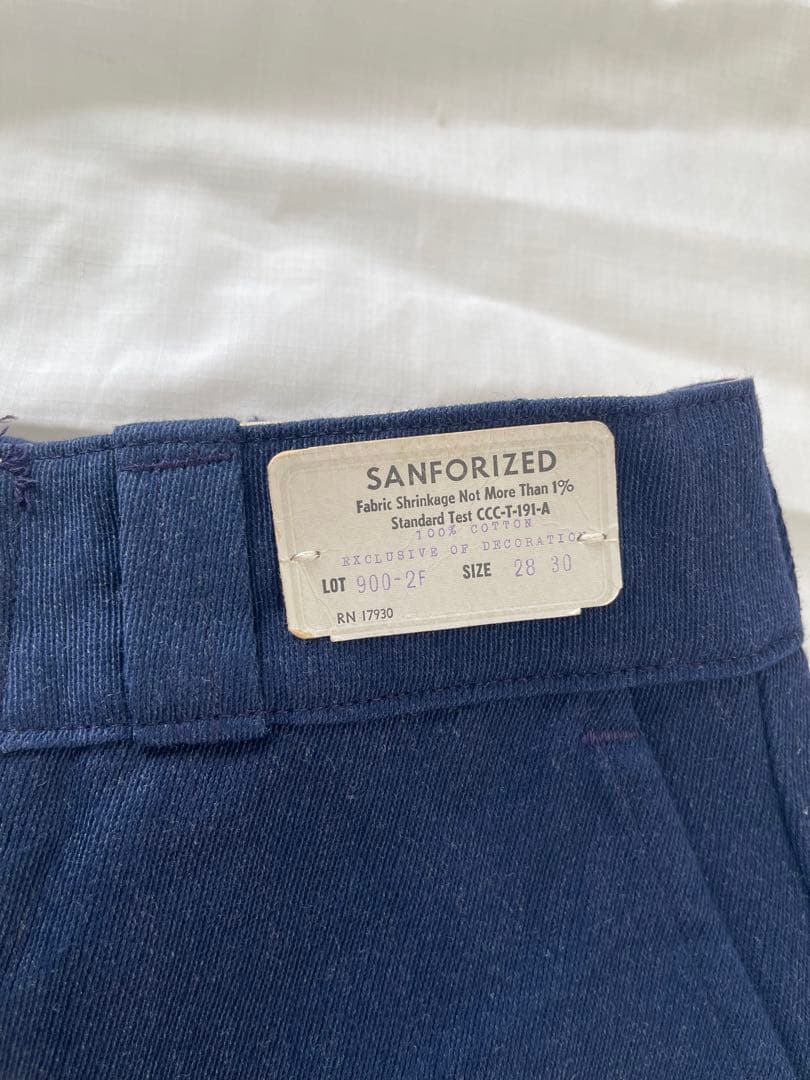 SANFORIZED
Fabric Shrinkage Not More Than 1%
Standard Test CCC-T-191-A
100% COTTON
EXCLUSIVE OF DECORATION
LOT 900-2F SIZE 28 30
RN 17930